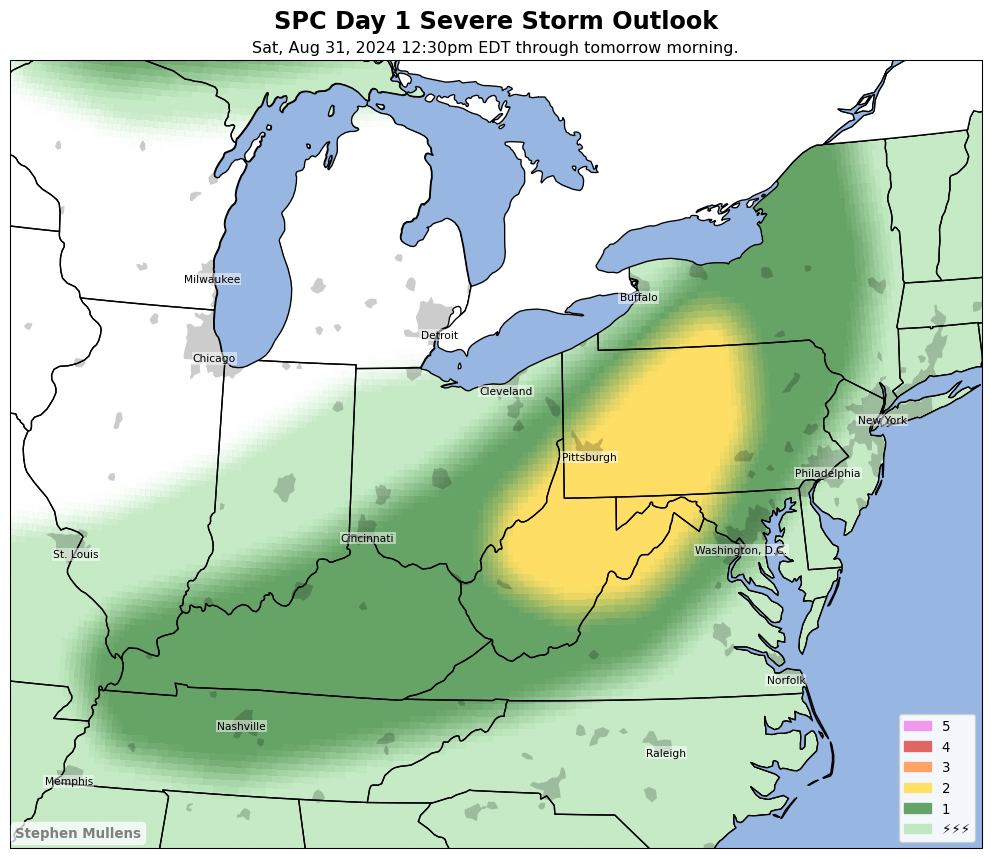 SPC Day 1 Severe Storm Outlook
Sat, Aug 31, 2024 12:30pm EDT through tomorrow morning.
Milwaukee
Buffalo
Detroit
Chicago
Cleveland
New York
Pittsburgh
Philadelphia
Cincinnati
Washington, D.C.
St. Louis
Norfolk
Nashville
Raleigh
Memphis
5
4
3
2
1
⚡⚡⚡
Stephen Mullens